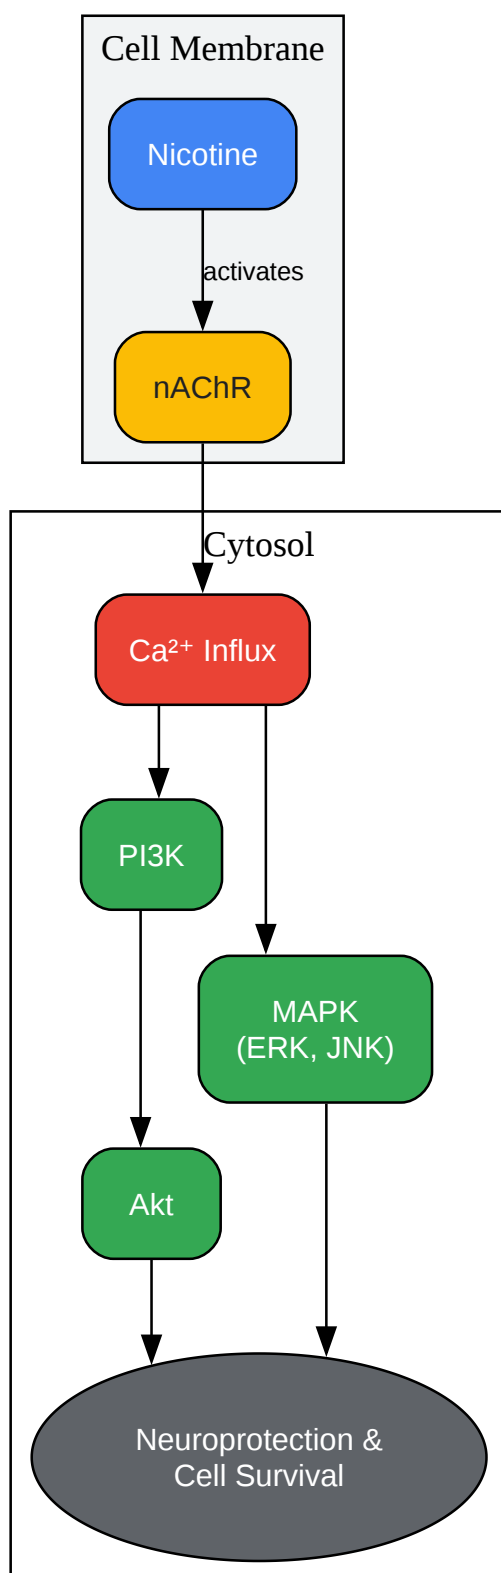 Cell Membrane
Nicotine
activates
nAChR
Cytosol
Ca²⁺ Influx
PI3K
MAPK
(ERK, JNK)
Akt
Neuroprotection &
Cell Survival